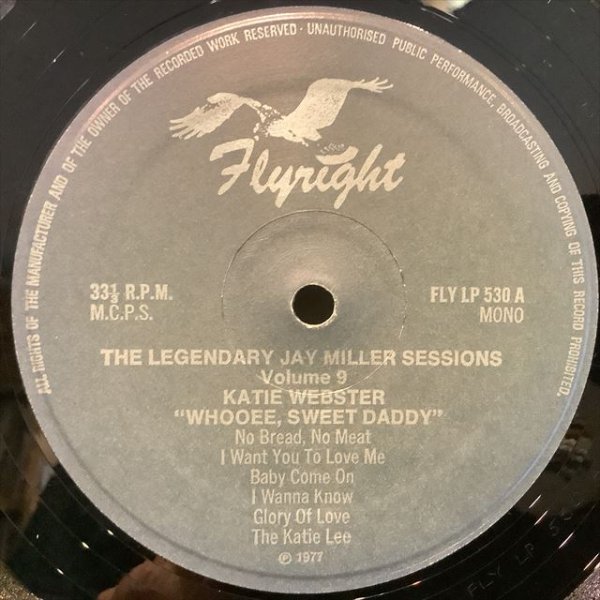 ALL RIGHTS OF THE MANUFACTURER AND OF THE OWNER OF THE RECORDED WORK RESERVED · UNAUTHORISED PUBLIC PERFORMANCE, BROADCASTING AND COPYING OF THIS RECORD PROHIBITED.
Flyright
33⅓ R.P.M.
M.C.P.S.
FLY LP 530 A
MONO
THE LEGENDARY JAY MILLER SESSIONS
Volume 9
KATIE WEBSTER
"WHOOEE, SWEET DADDY"
No Bread, No Meat
I Want You To Love Me
Baby Come On
I Wanna Know
Glory Of Love
The Katie Lee
℗ 1977
FLY LP